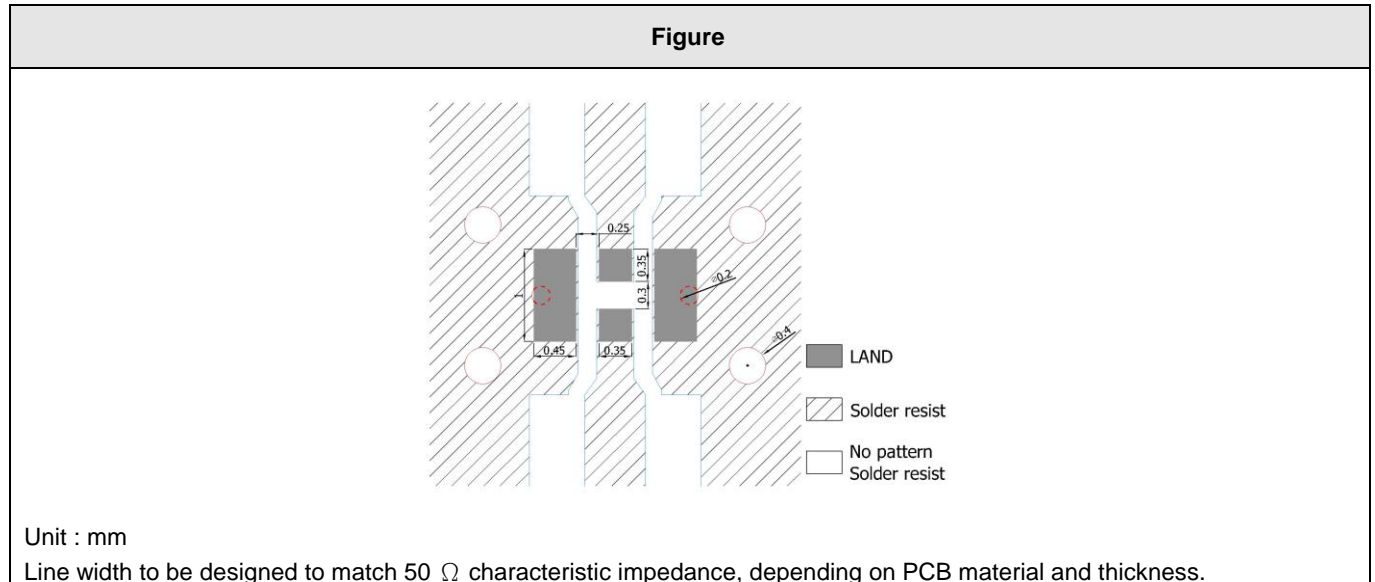 Figure
0.25
0.35
0.3
1
⌀0.2
0.45
0.35
⌀0.4
LAND
Solder resist
No pattern
Solder resist
Unit : mm
Line width to be designed to match 50 Ω characteristic impedance, depending on PCB material and thickness.